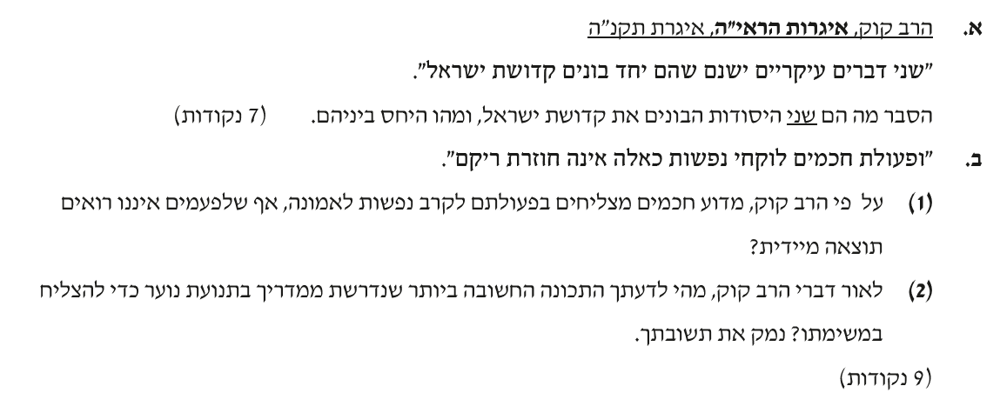 א. הרב קוק, איגרות הראי"ה, איגרת תקנ"ה
"שני דברים עיקריים ישנם שהם יחד בונים קדושת ישראל".
הסבר מה הם שני היסודות הבונים את קדושת ישראל, ומהו היחס ביניהם. (7 נקודות)
ב. "ופעולת חכמים לוקחי נפשות כאלה אינה חוזרת ריקם".
(1) על פי הרב קוק, מדוע חכמים מצליחים בפעולתם לקרב נפשות לאמונה, אף שלפעמים איננו רואים
תוצאה מיידית?
(2) לאור דברי הרב קוק, מהי לדעתך התכונה החשובה ביותר שנדרשת ממדריך בתנועת נוער כדי להצליח
במשימתו? נמק את תשובתך.
(9 נקודות)